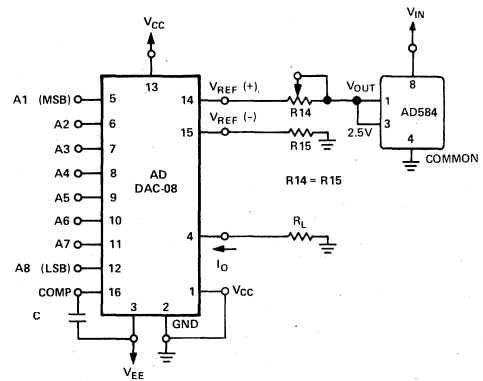 VCC
VIN
13
8
A1 (MSB) 5
14 VREF (+)
R14
VOUT
1
AD584
A2 6
15 VREF (-)
R15
2.5V
3
A3 7
4
COMMON
A4 8
AD
DAC-08
R14 = R15
A5 9
A6 10
A7 11
4
RL
IO
A8 (LSB) 12
COMP 16
1 VCC
C
3
2
GND
VEE